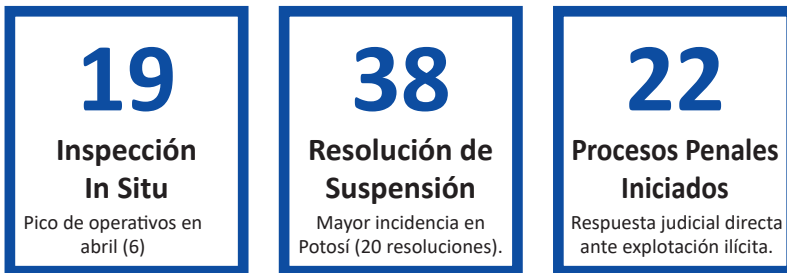 19
Inspección
In Situ
Pico de operativos en
abril (6)
38
Resolución de
Suspensión
Mayor incidencia en
Potosí (20 resoluciones).
22
Procesos Penales
Iniciados
Respuesta judicial directa
ante explotación ilícita.